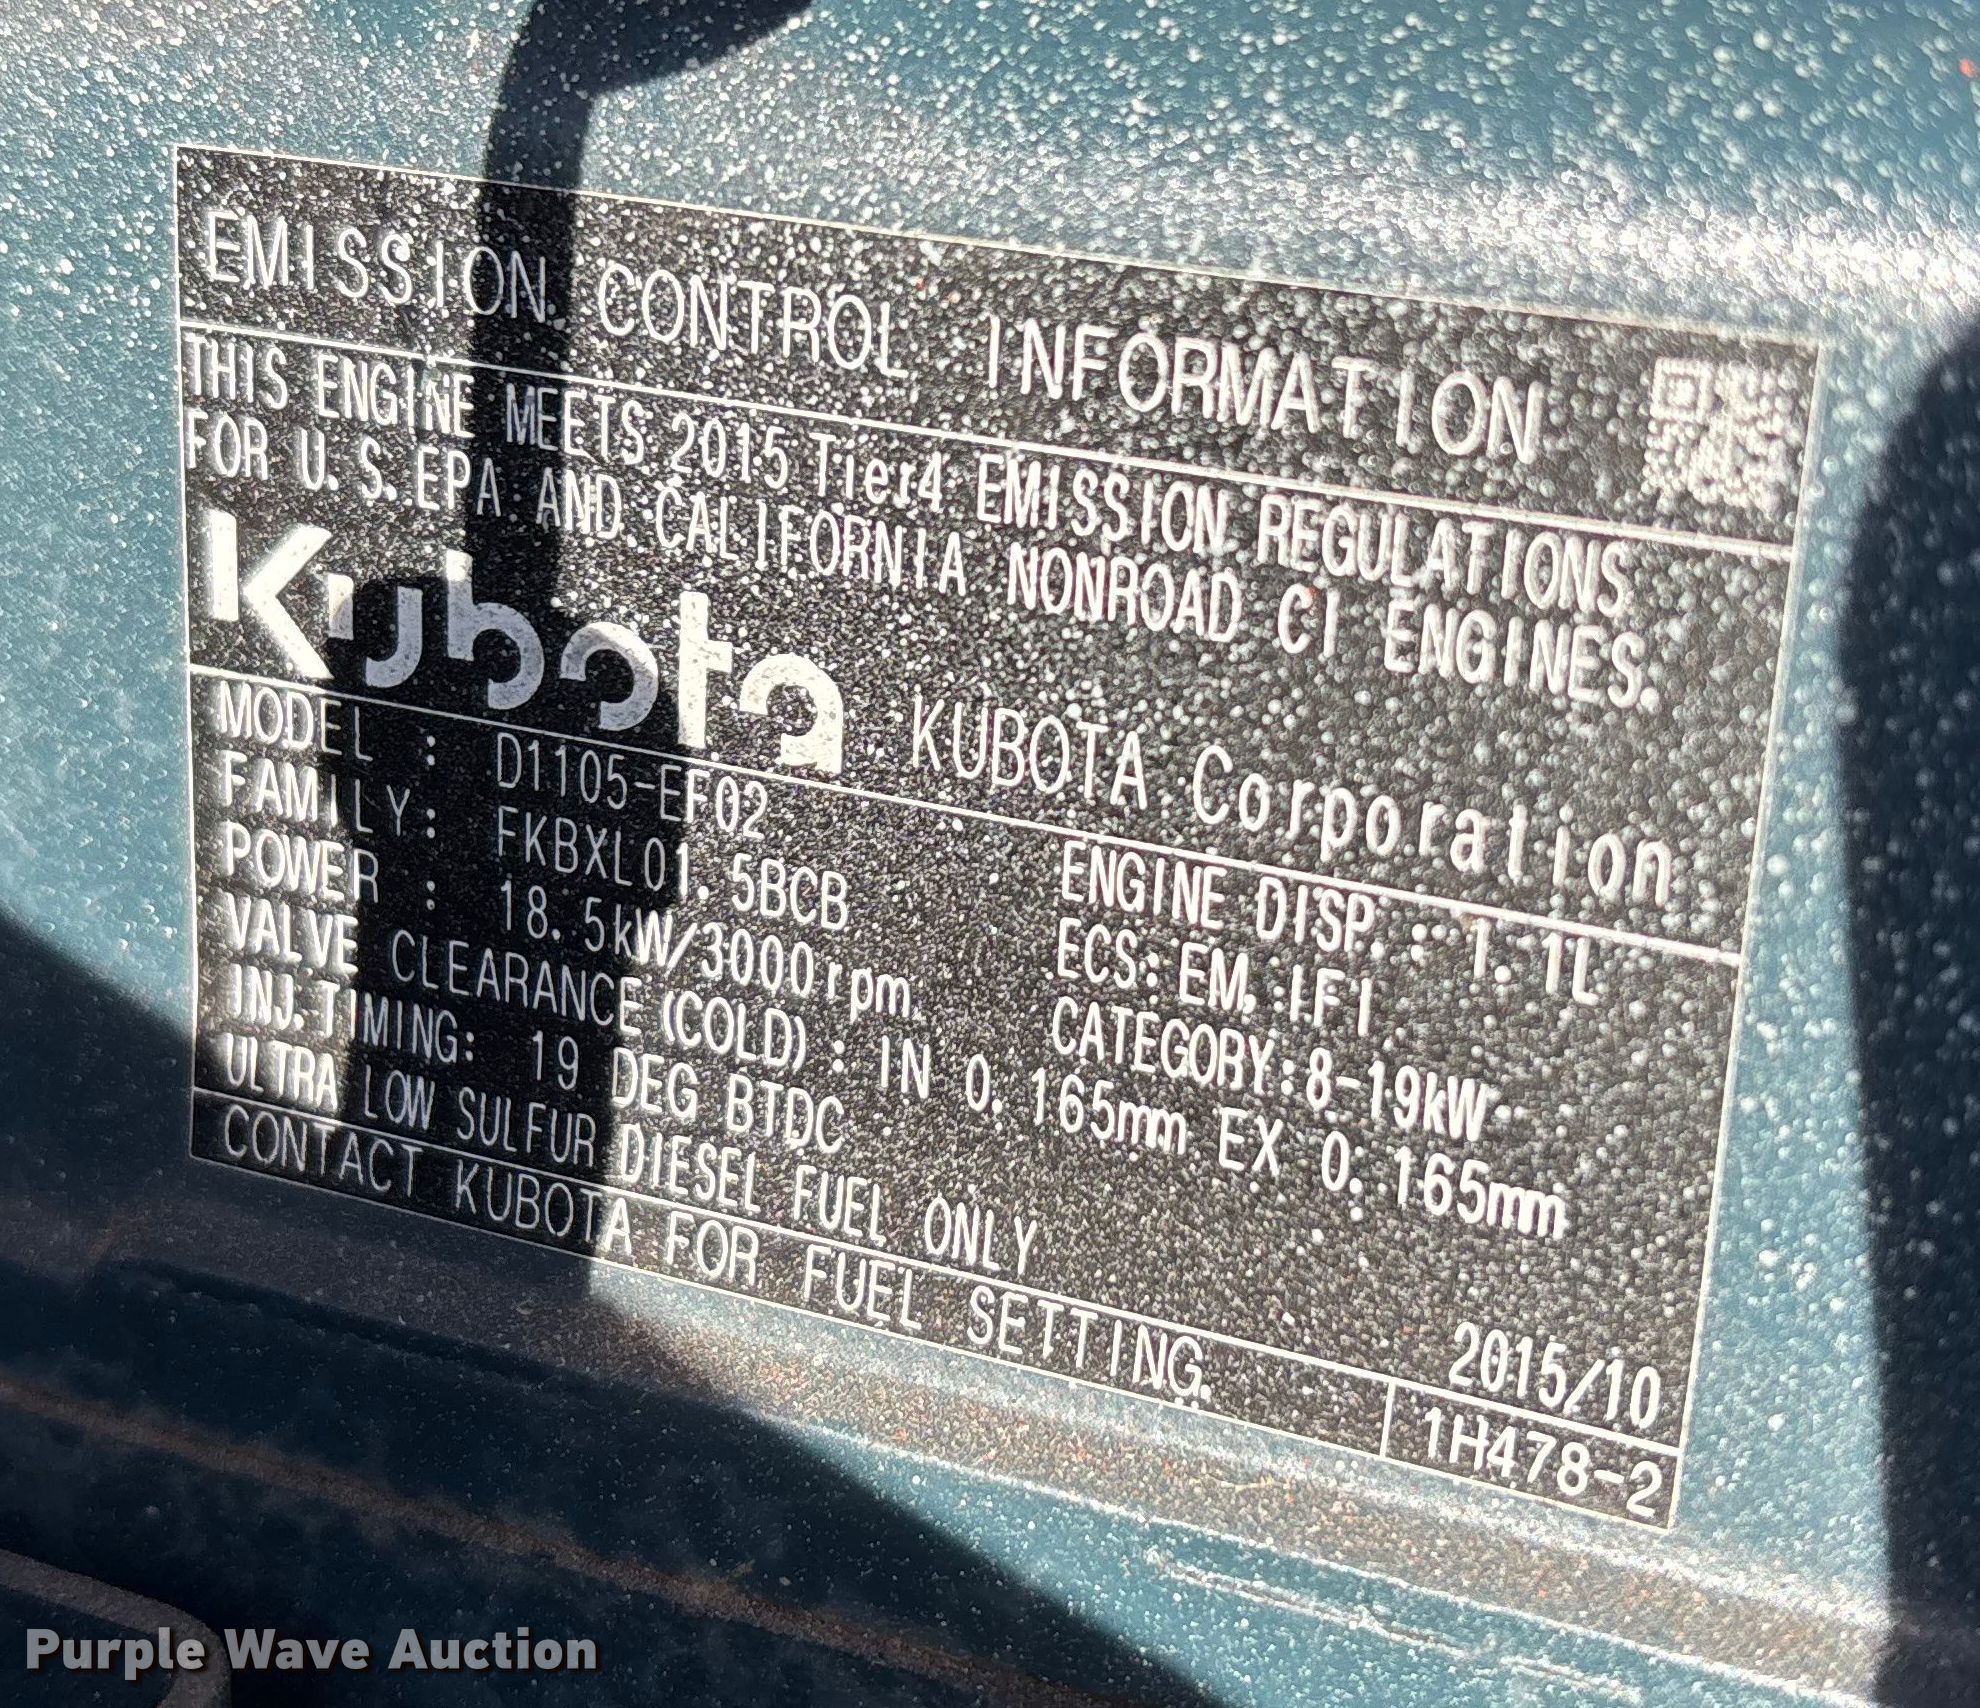 EMISSION CONTROL INFORMATION
THIS ENGINE MEETS 2015 Tier4 EMISSION REGULATIONS
FOR U.S.EPA AND CALIFORNIA NONROAD CI ENGINES.
Kubota KUBOTA Corporation
MODEL : D1105-EF02 ENGINE DISP. : 1.1L
FAMILY: FKBXL01.5BCB ECS: EM, IFI
POWER : 18.5kW/3000rpm CATEGORY:8-19kW
VALVE CLEARANCE(COLD): IN 0.165mm EX 0.165mm
INJ.TIMING: 19 DEG BTDC
ULTRA LOW SULFUR DIESEL FUEL ONLY 2015/10
CONTACT KUBOTA FOR FUEL SETTING. 1H478-2
Purple Wave Auction